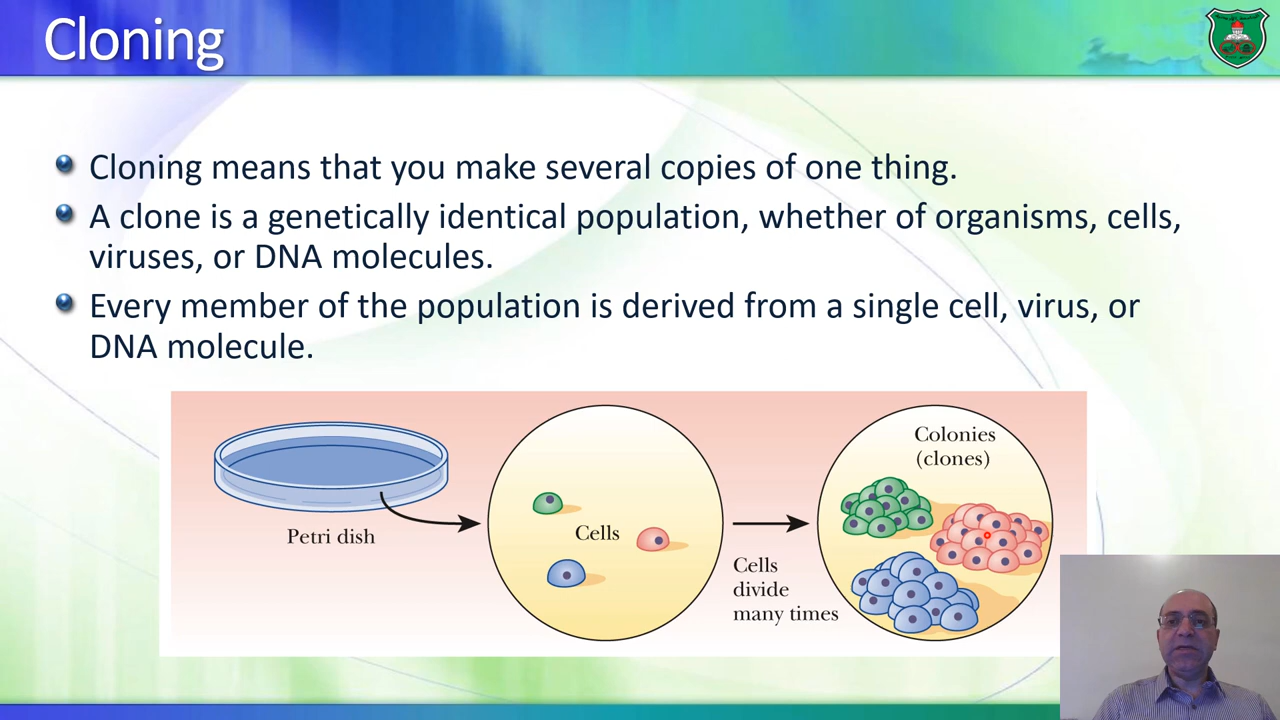 Cloning
Cloning means that you make several copies of one thing.
A clone is a genetically identical population, whether of organisms, cells,
viruses, or DNA molecules.
Every member of the population is derived from a single cell, virus, or
DNA molecule.
Petri dish
Cells
Cells
divide
many times
Colonies
(clones)